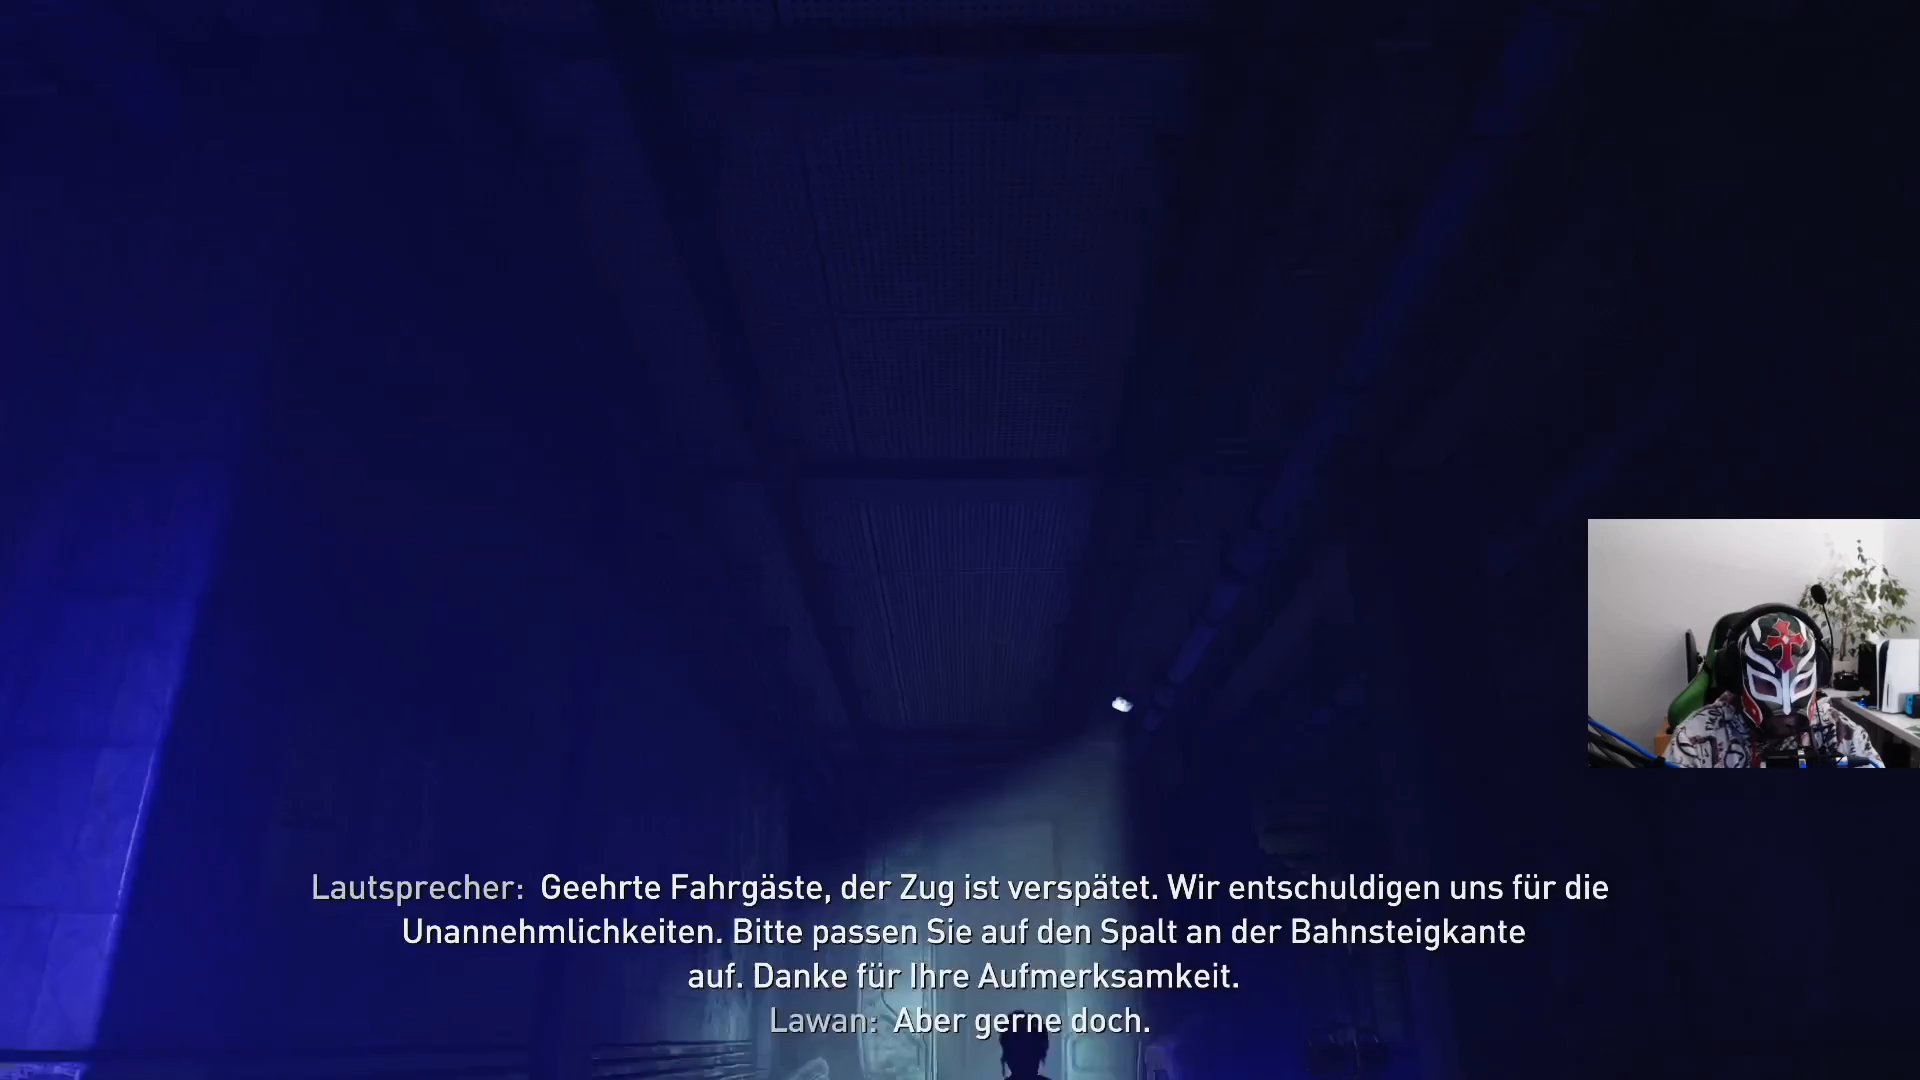 Lautsprecher: Geehrte Fahrgäste, der Zug ist verspätet. Wir entschuldigen uns für die
Unannehmlichkeiten. Bitte passen Sie auf den Spalt an der Bahnsteigkante
auf. Danke für Ihre Aufmerksamkeit.
Lawan: Aber gerne doch.